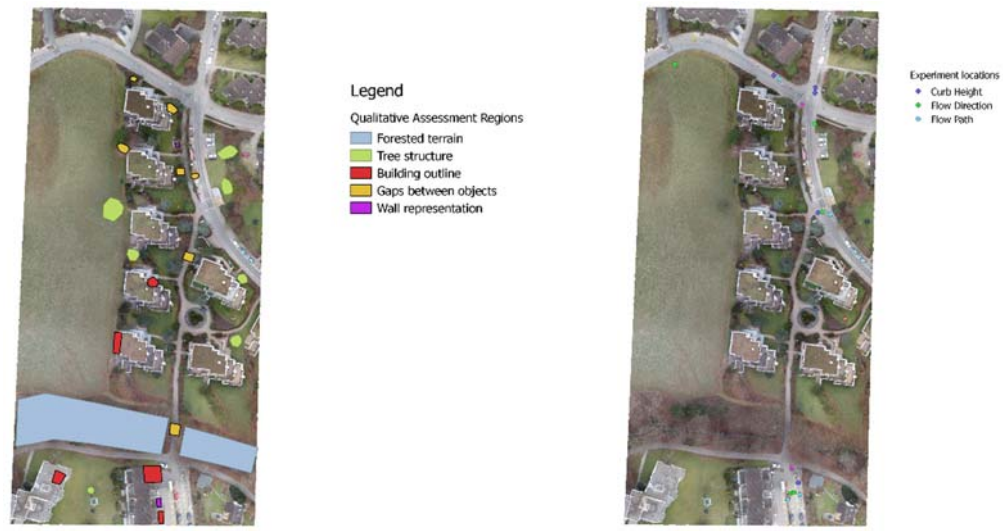 Legend
Qualitative Assessment Regions
Forested terrain
Tree structure
Building outline
Gaps between objects
Wall representation
Experiment locations
Curb Height
Flow Direction
Flow Path